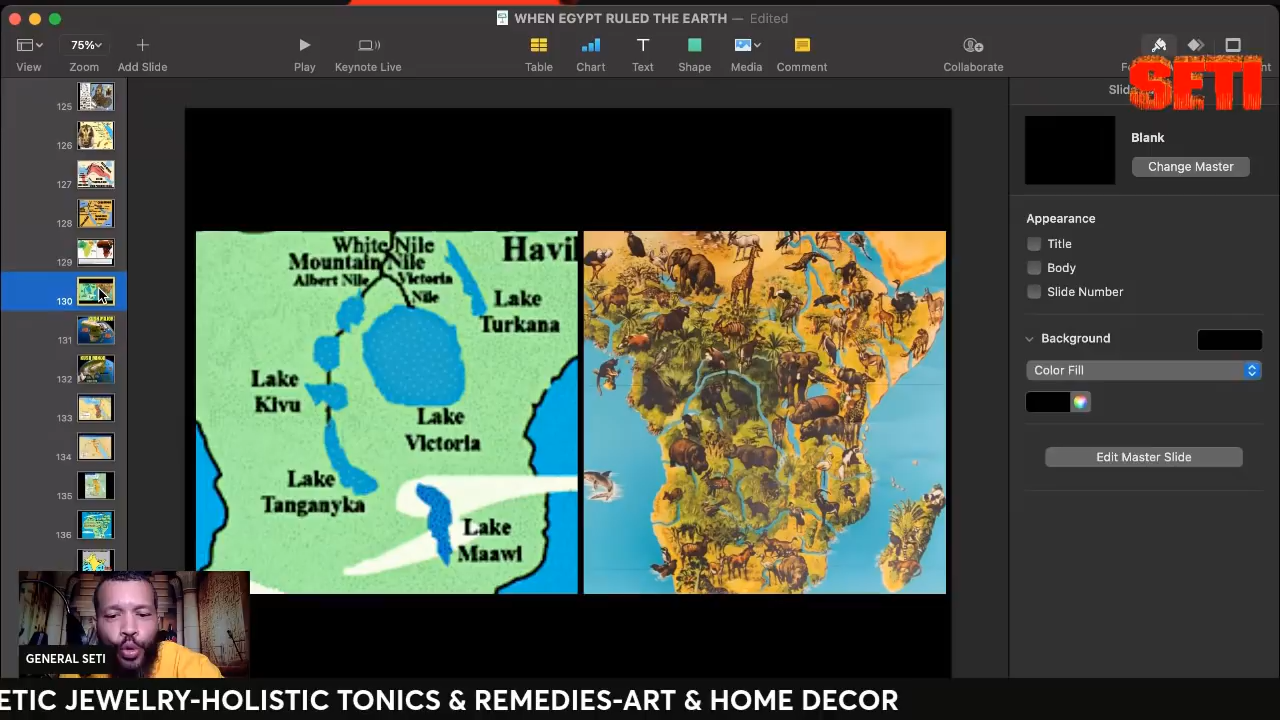 WHEN EGYPT RULED THE EARTH — Edited
75%
View
Zoom
Add Slide
Play
Keynote Live
Table
Chart
Text
Shape
Media
Comment
Collaborate
SETI
125
126
127
128
129
130
131
132
133
134
135
136
White Nile
Mountain Nile
Albert Nile
Victoria
Nile
Havil
Lake
Turkana
Lake
Kivu
Lake
Victoria
Lake
Tanganyka
Lake
Maawi
Blank
Change Master
Appearance
Title
Body
Slide Number
Background
Color Fill
Edit Master Slide
GENERAL SETI
ETIC JEWELRY-HOLISTIC TONICS & REMEDIES-ART & HOME DECOR